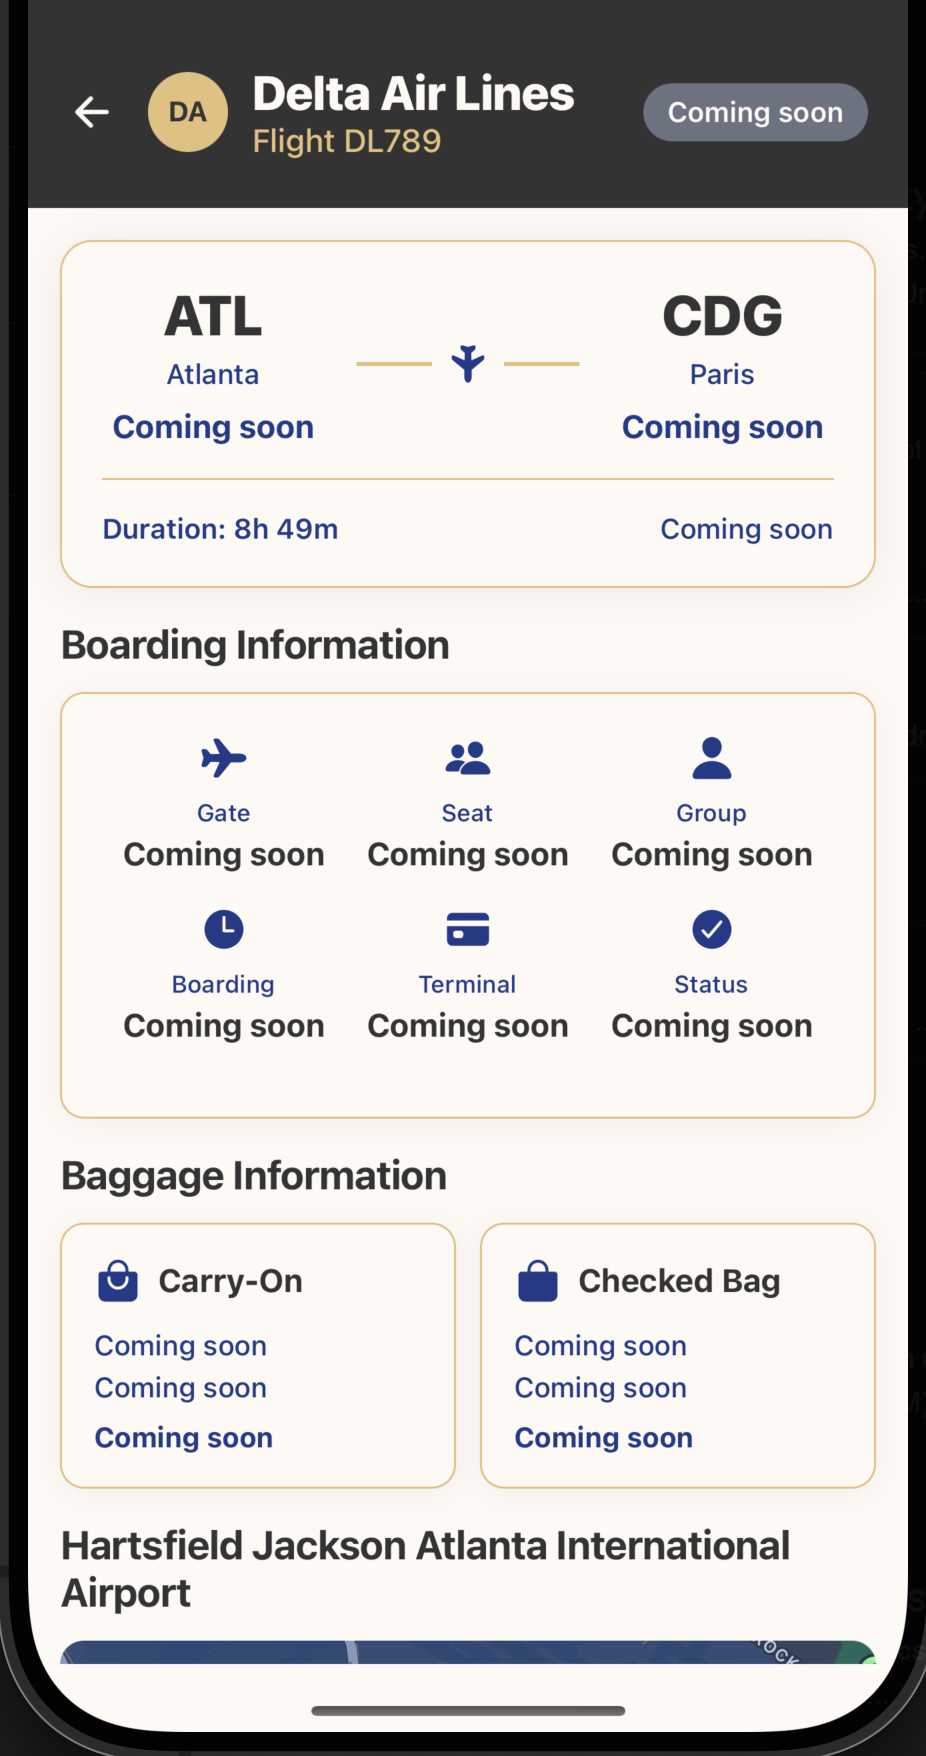 DA
Delta Air Lines
Flight DL789
Coming soon
ATL
Atlanta
Coming soon
CDG
Paris
Coming soon
Duration: 8h 49m
Coming soon
Boarding Information
Gate
Coming soon
Seat
Coming soon
Group
Coming soon
Boarding
Coming soon
Terminal
Coming soon
Status
Coming soon
Baggage Information
Carry-On
Coming soon
Coming soon
Coming soon
Checked Bag
Coming soon
Coming soon
Coming soon
Hartsfield Jackson Atlanta International
Airport